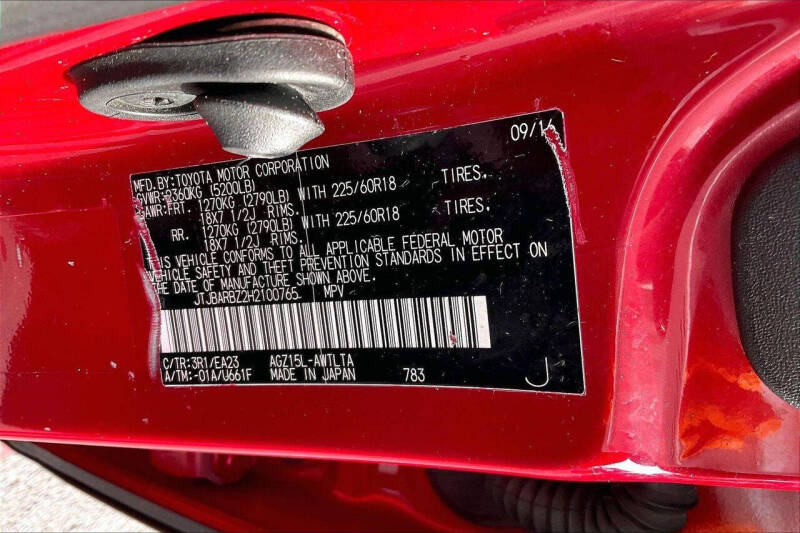 09/16
MFD.BY:TOYOTA MOTOR CORPORATION
GVWR:2360KG (5200LB)
GAWR:FRT. 1270KG (2790LB) WITH 225/60R18 TIRES.
18X7 1/2J RIMS.
RR. 1270KG (2790LB) WITH 225/60R18 TIRES.
18X7 1/2J RIMS.
THIS VEHICLE CONFORMS TO ALL APPLICABLE FEDERAL MOTOR
VEHICLE SAFETY AND THEFT PREVENTION STANDARDS IN EFFECT ON
THE DATE OF MANUFACTURE SHOWN ABOVE.
JTJBARBZ2H2100765 MPV
C/TR:3R1/EA23 AGZ15L-AWTLTA
A/TM:-01A/U661F MADE IN JAPAN 783 J